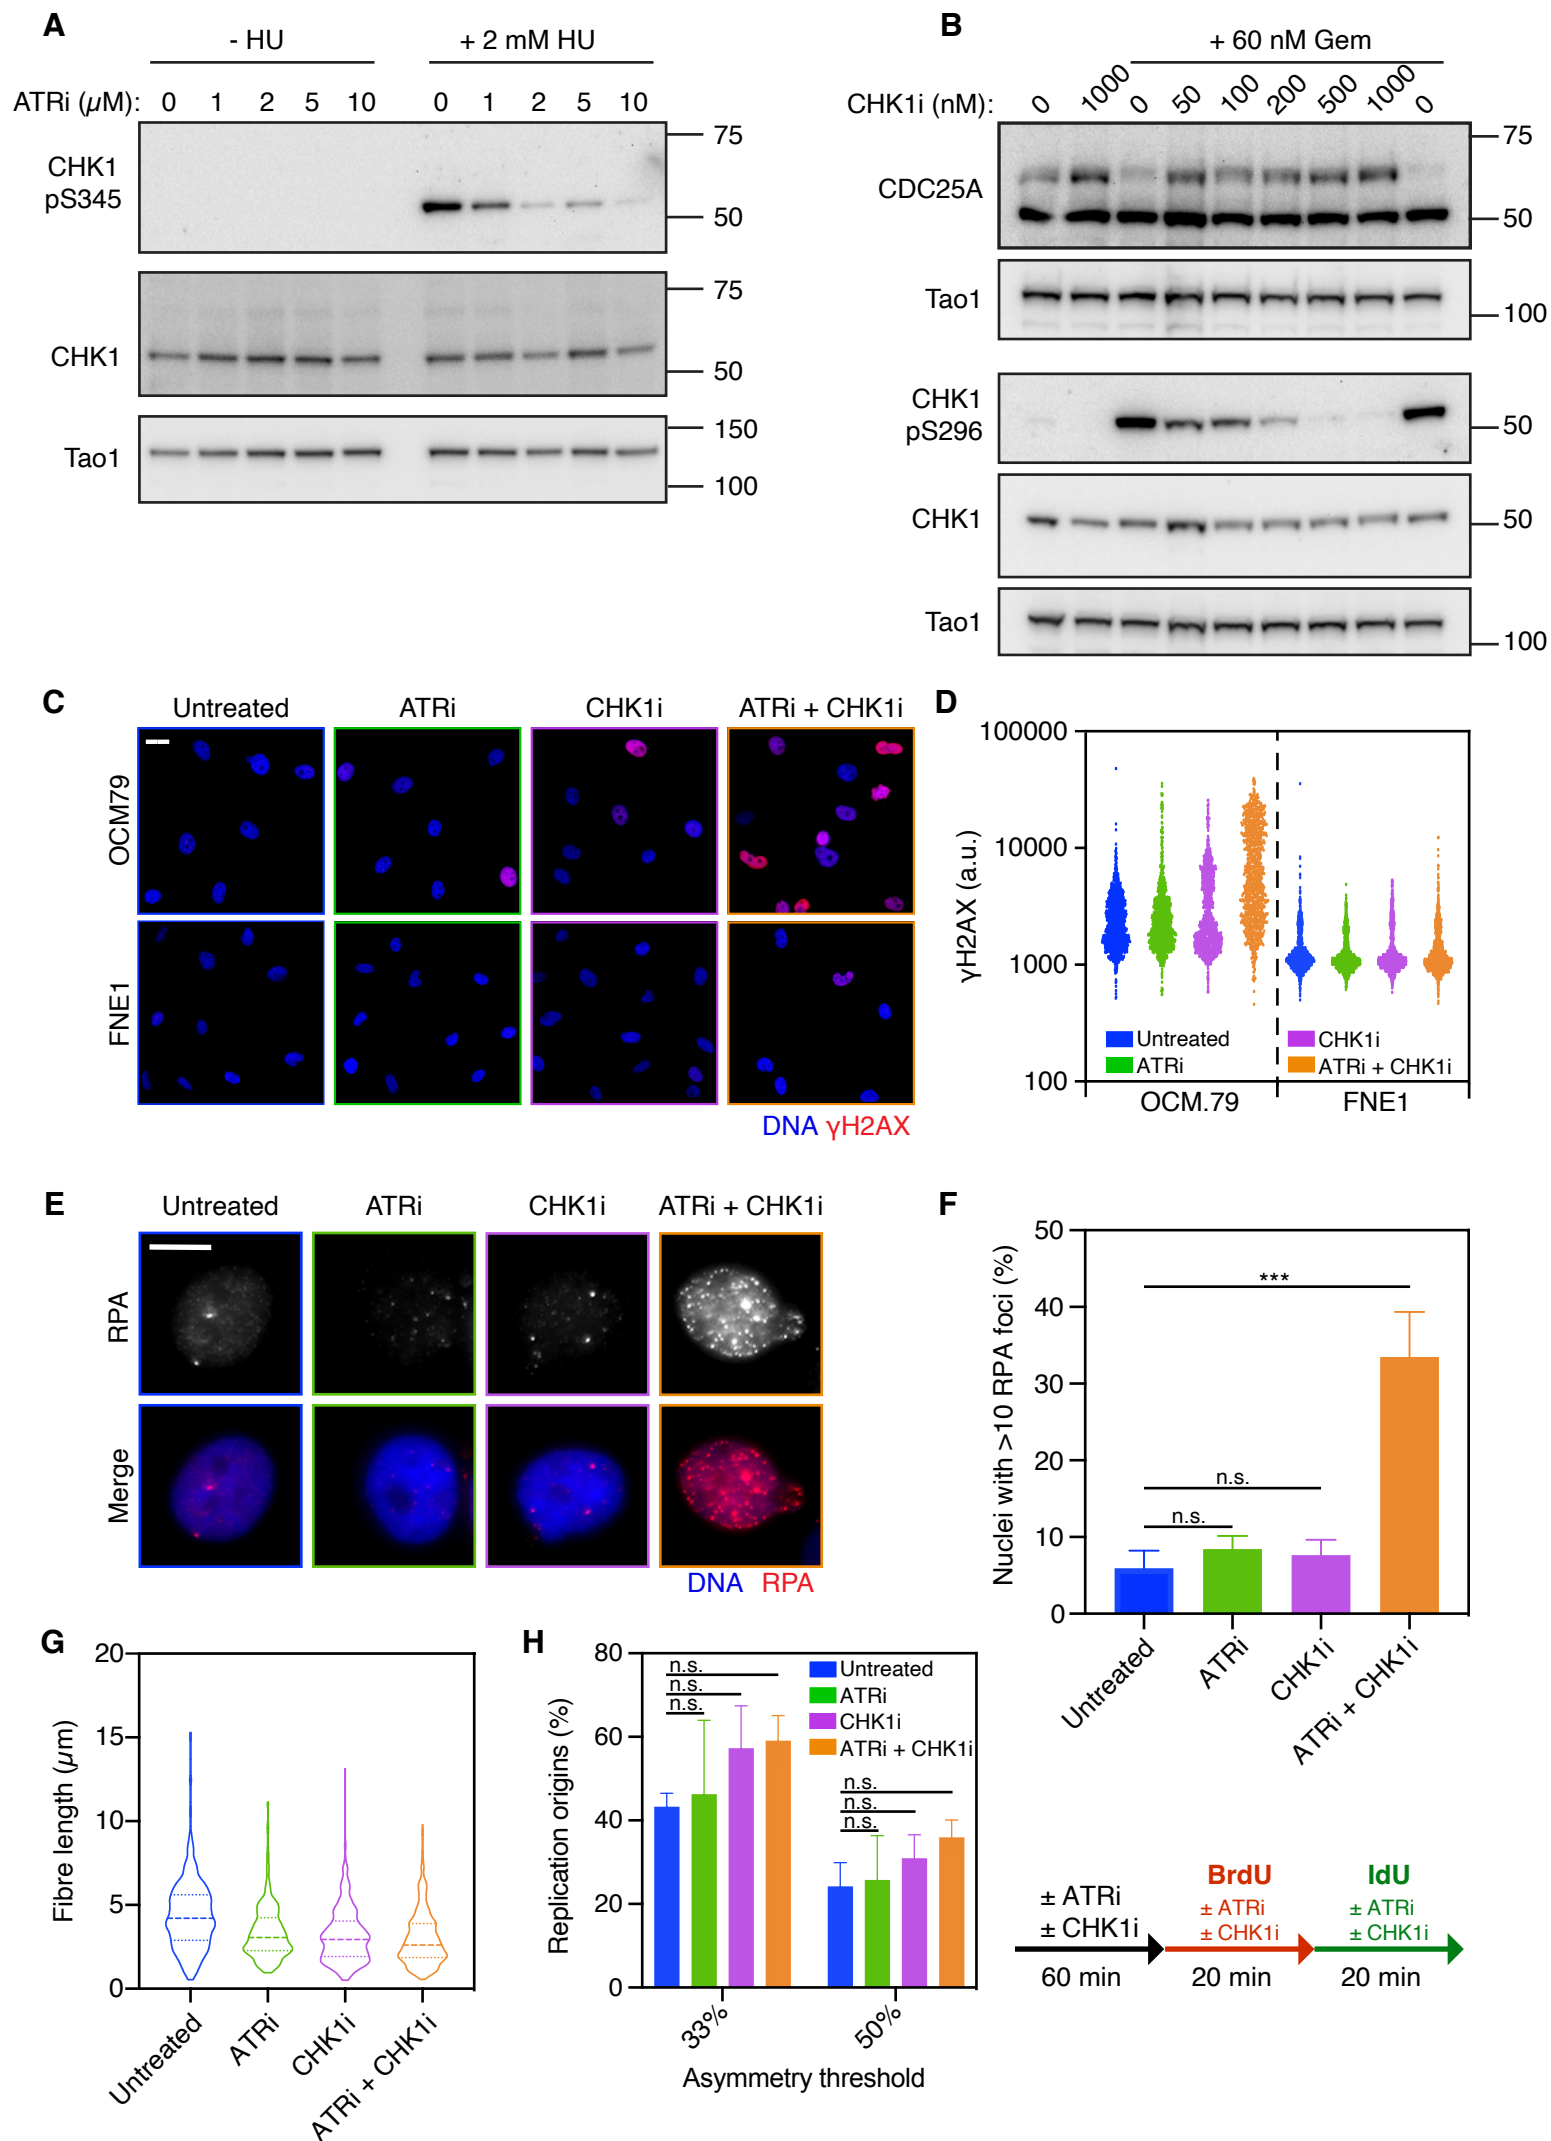 A
- HU
+ 2 mM HU
ATRi (µM):
0 1 2 5 10
0 1 2 5 10
CHK1
pS345
75
50
CHK1
75
50
Tao1
150
100
B
+ 60 nM Gem
CHK1i (nM):
0 1000 0 50 100 200 500 1000 0
CDC25A
75
50
Tao1
100
CHK1
pS296
50
CHK1
50
Tao1
100
C
Untreated
ATRi
CHK1i
ATRi + CHK1i
OCM79
FNE1
DNA γH2AX
D
γH2AX (a.u.)
100000
10000
1000
100
Untreated
ATRi
CHK1i
ATRi + CHK1i
OCM.79
FNE1
E
Untreated
ATRi
CHK1i
ATRi + CHK1i
RPA
Merge
DNA RPA
F
Nuclei with >10 RPA foci (%)
50
40
30
20
10
0
***
n.s.
n.s.
Untreated
ATRi
CHK1i
ATRi + CHK1i
G
Fibre length (µm)
20
15
10
5
0
Untreated
ATRi
CHK1i
ATRi + CHK1i
H
Replication origins (%)
80
60
40
20
0
n.s.
n.s.
n.s.
Untreated
ATRi
CHK1i
ATRi + CHK1i
n.s.
n.s.
n.s.
33%
50%
Asymmetry threshold
± ATRi
± CHK1i
60 min
BrdU
± ATRi
± CHK1i
20 min
IdU
± ATRi
± CHK1i
20 min